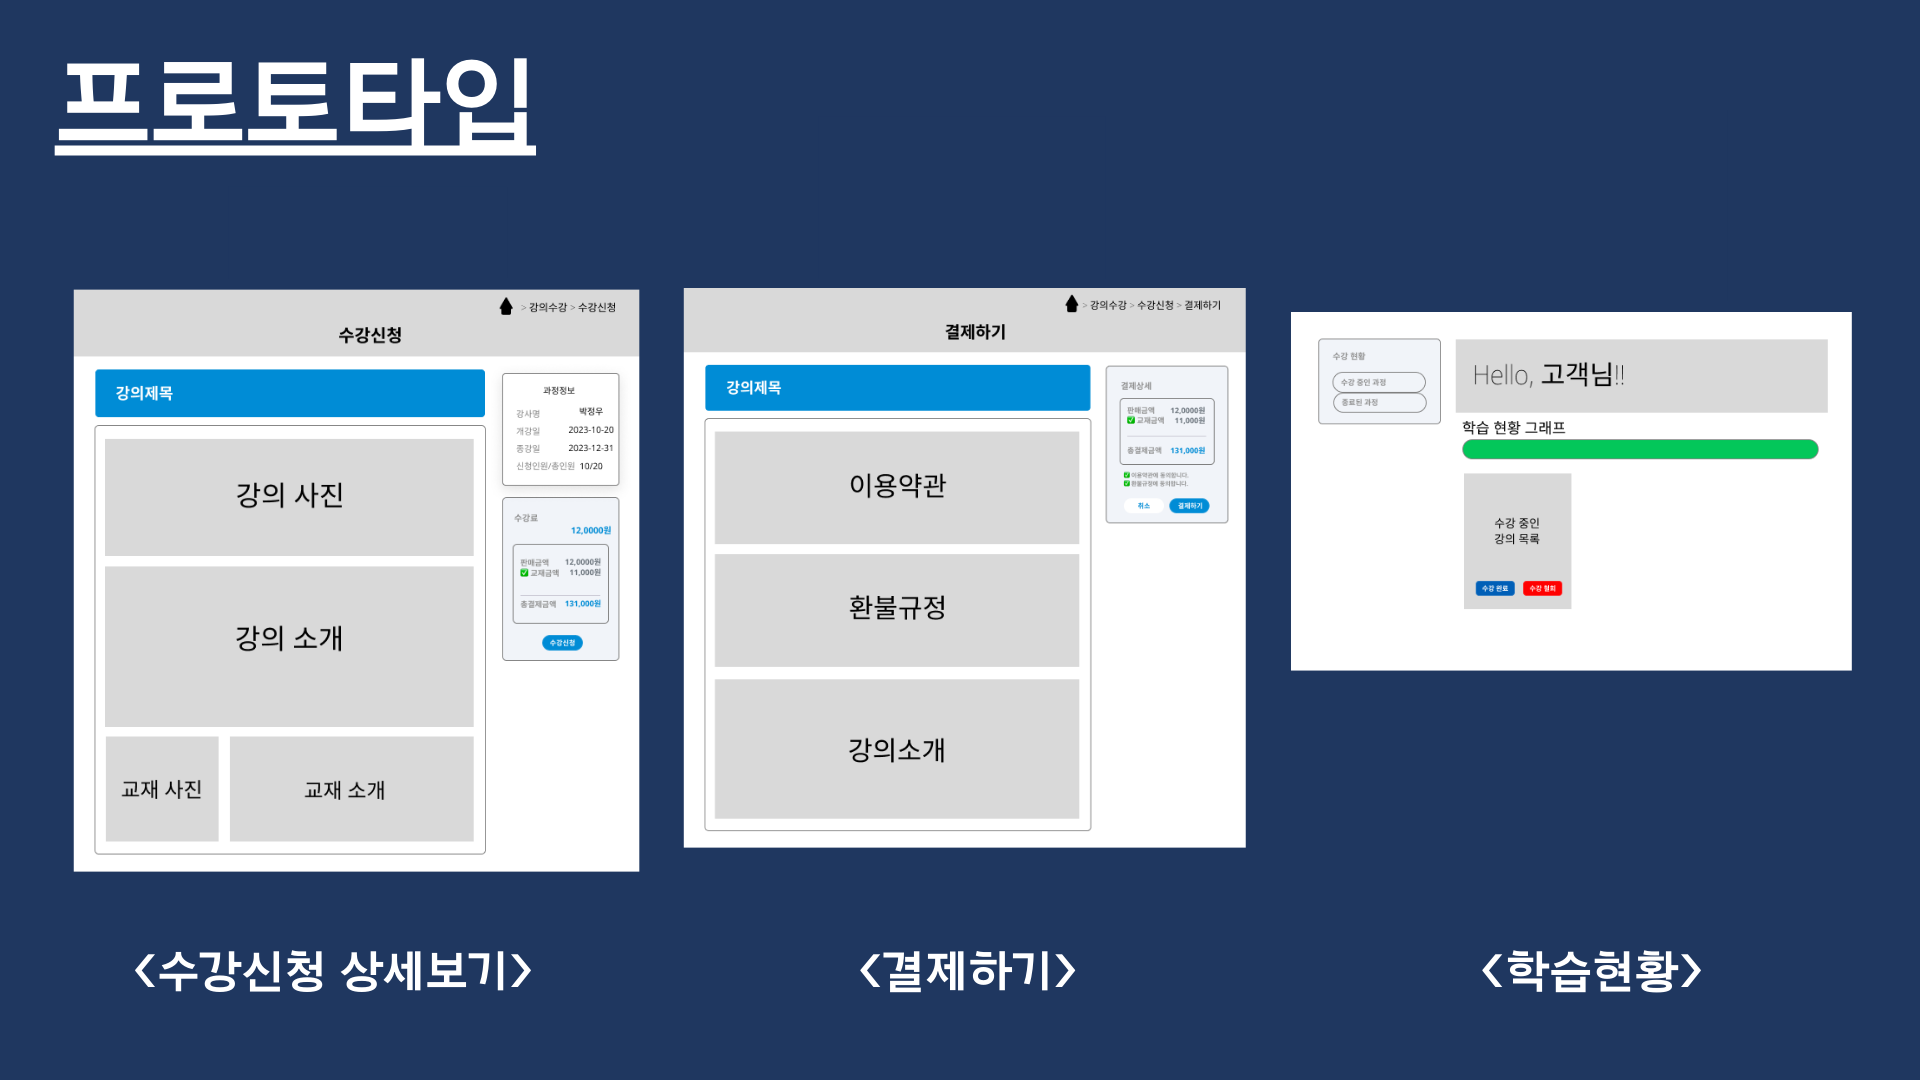 프로토타입
> 강의수강 > 수강신청
수강신청
강의제목
강의 사진
강의 소개
교재 사진
교재 소개
과정정보
강사명 박정우
개강일 2023-10-20
종강일 2023-12-31
신청인원/총인원 10/20
수강료
12,0000원
판매금액 12,0000원
✅ 교재금액 11,000원
총결제금액 131,000원
수강신청
<수강신청 상세보기>
> 강의수강 > 수강신청 > 결제하기
결제하기
강의제목
이용약관
환불규정
강의소개
결제상세
판매금액 12,0000원
✅ 교재금액 11,000원
총결제금액 131,000원
✅ 이용약관에 동의합니다.
✅ 환불규정에 동의합니다.
취소 결제하기
<결제하기>
수강 현황
수강 중인 과정
종료된 과정
Hello, 고객님!!
학습 현황 그래프
수강 중인
강의 목록
수강 완료 수강 철회
<학습현황>